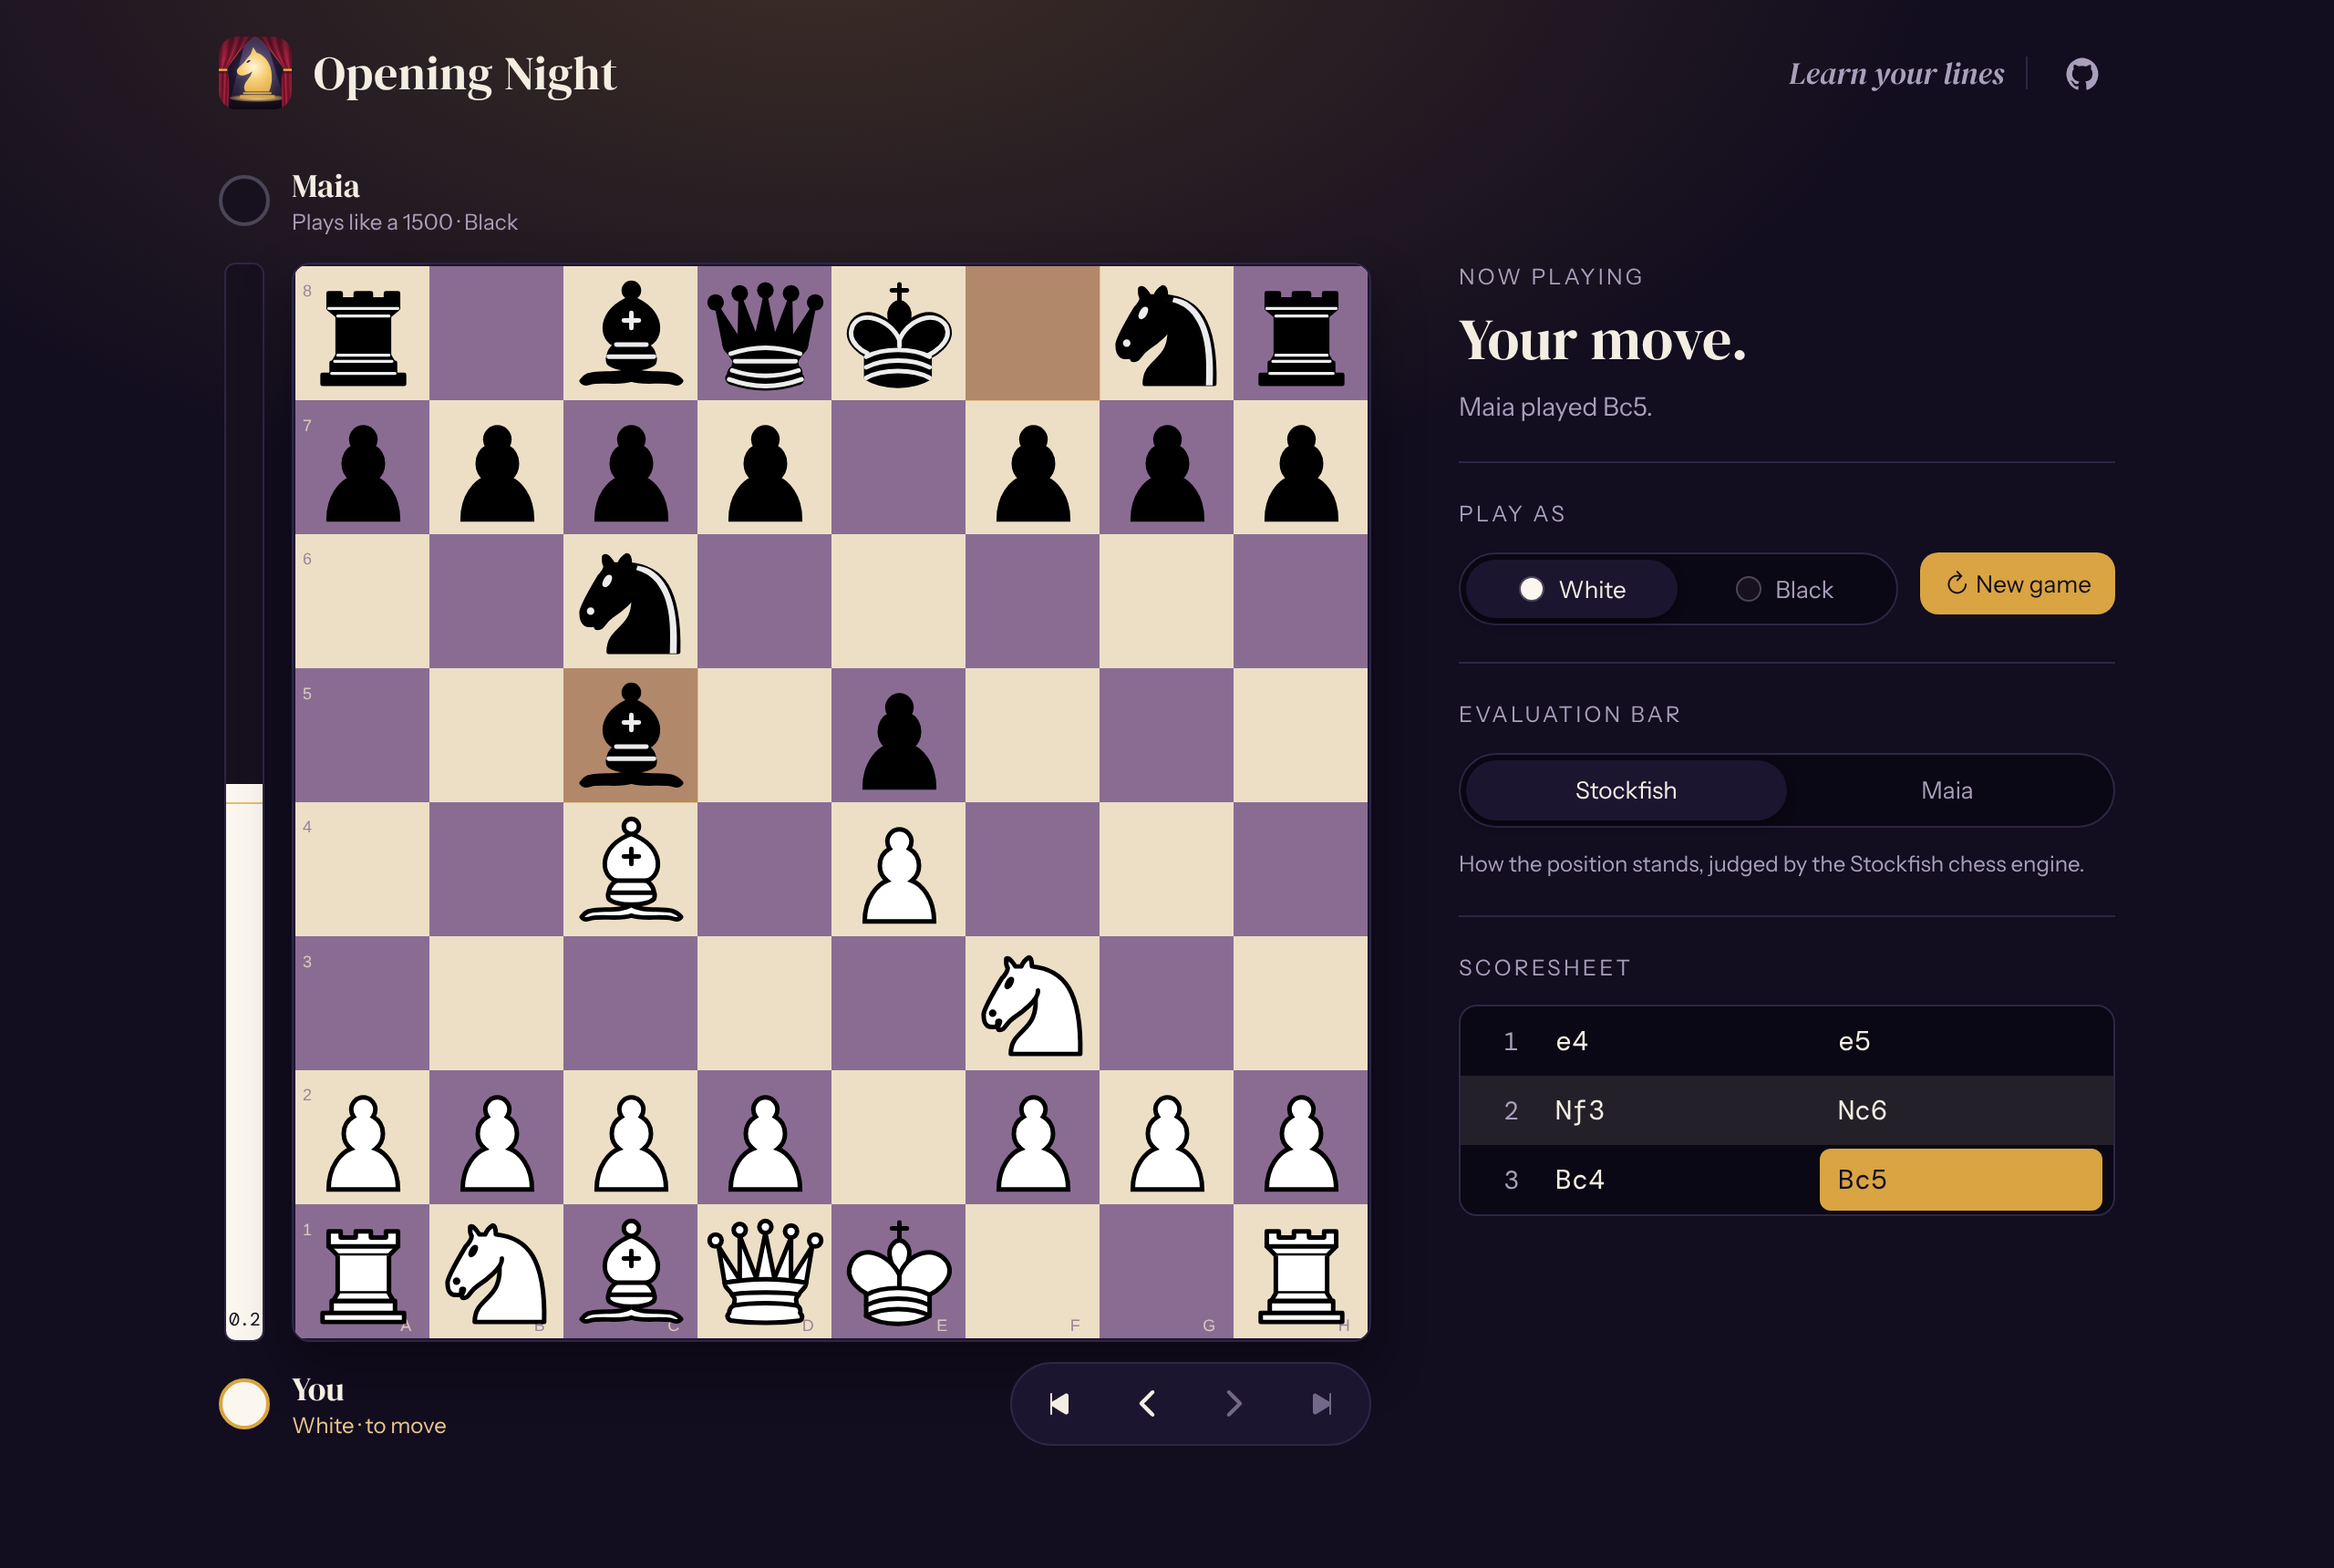 Opening Night
Learn your lines
Maia
Plays like a 1500 · Black
8
7
6
5
4
3
2
1
A B C D E F G H
0.2
You
White · to move
NOW PLAYING
Your move.
Maia played Bc5.
PLAY AS
White Black
New game
EVALUATION BAR
Stockfish Maia
How the position stands, judged by the Stockfish chess engine.
SCORESHEET
1 e4 e5
2 Nf3 Nc6
3 Bc4 Bc5